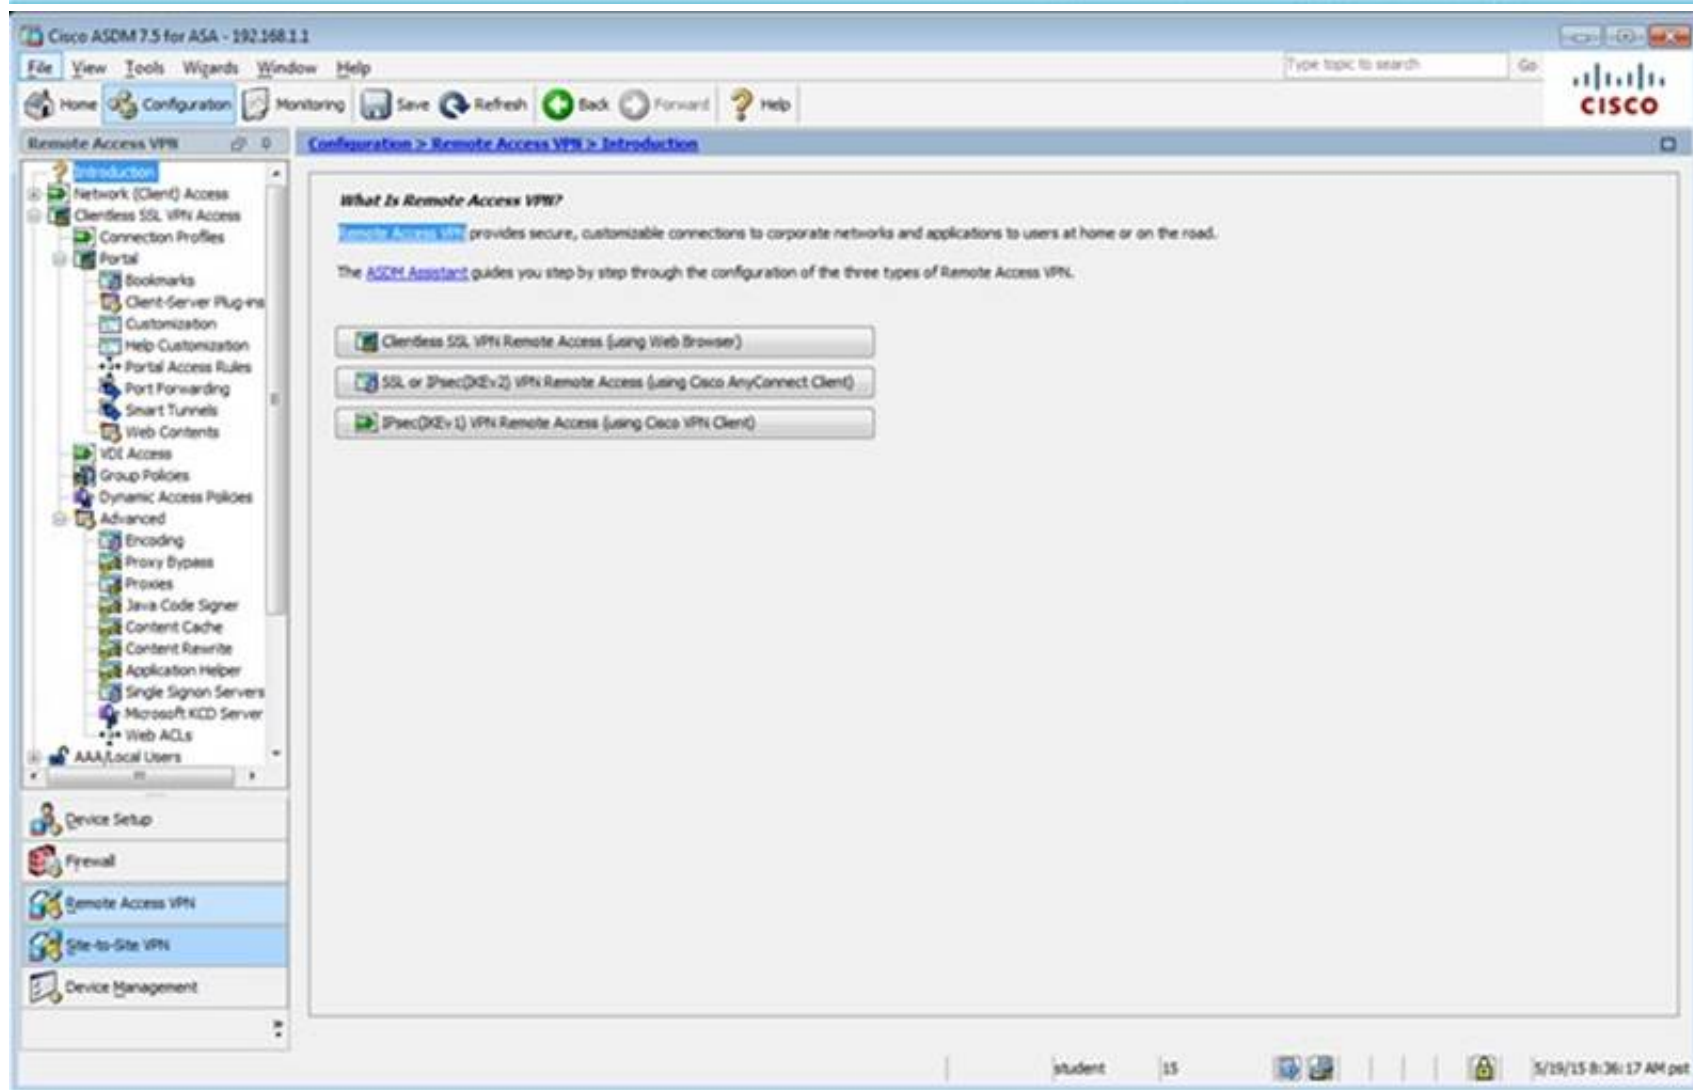 Cisco ASDM 7.5 for ASA - 192.168.1.1
File View Tools Wizards Window Help
Type topic to search Go
Home Configuration Monitoring Save Refresh Back Forward Help
CISCO
Remote Access VPN
Configuration > Remote Access VPN > Introduction
Introduction
Network (Client) Access
Clientless SSL VPN Access
Connection Profiles
Portal
Bookmarks
Client-Server Plug-ins
Customization
Help Customization
Portal Access Rules
Port Forwarding
Smart Tunnels
Web Contents
VDI Access
Group Policies
Dynamic Access Policies
Advanced
Encoding
Proxy Bypass
Proxies
Java Code Signer
Content Cache
Content Rewrite
Application Helper
Single Signon Servers
Microsoft KCD Server
Web ACLs
AAA/Local Users
Device Setup
Firewall
Remote Access VPN
Site-to-Site VPN
Device Management
What Is Remote Access VPN?
Remote Access VPN provides secure, customizable connections to corporate networks and applications to users at home or on the road.
The ASDM Assistant guides you step by step through the configuration of the three types of Remote Access VPN.
Clientless SSL VPN Remote Access (using Web Browser)
SSL or IPsec(IKEv2) VPN Remote Access (using Cisco AnyConnect Client)
IPsec(IKEv1) VPN Remote Access (using Cisco VPN Client)
student 15 5/19/15 8:36:17 AM pst